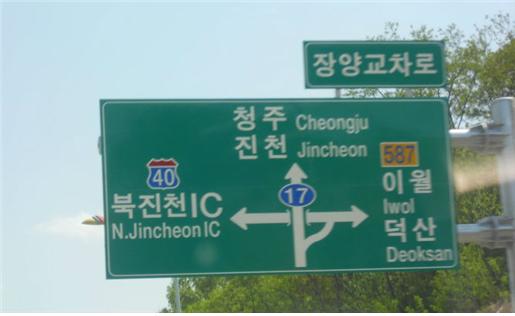 장양교차로
청주 Cheongju
진천 Jincheon
587
40
17
이월
Iwol
북진천IC
N.Jincheon IC
덕산
Deoksan